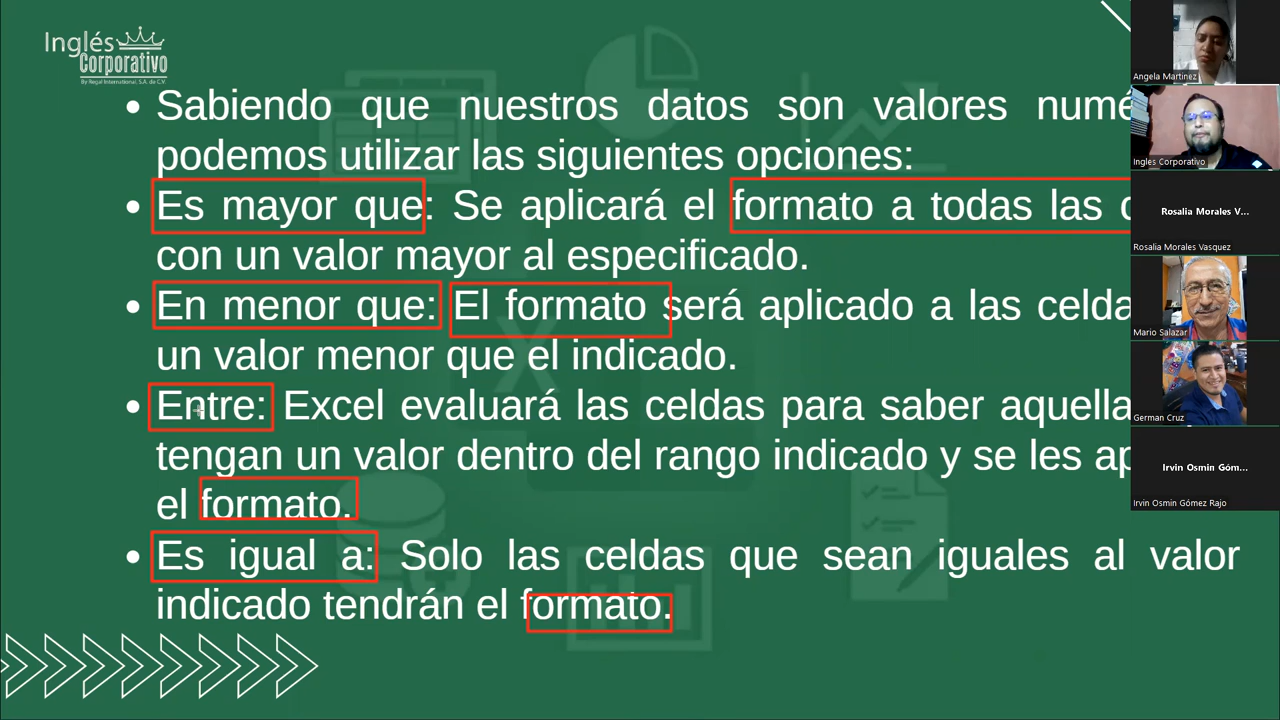 Inglés
Corporativo
By Regal International, S.A. de C.V.
• Sabiendo que nuestros datos son valores
podemos utilizar las siguientes opciones:
• Es mayor que: Se aplicará el formato a todas las
con un valor mayor al especificado.
• En menor que: El formato será aplicado a las
un valor menor que el indicado.
• Entre: Excel evaluará las celdas para saber
tengan un valor dentro del rango indicado y se les
el formato.
• Es igual a: Solo las celdas que sean iguales al valor
indicado tendrán el formato.
Angela Martinez
Ingles Corporativo
Rosalia Morales V...
Rosalia Morales Vasquez
Mario Salazar
German Cruz
Irvin Osmin Góm...
Irvin Osmin Gómez Rajo